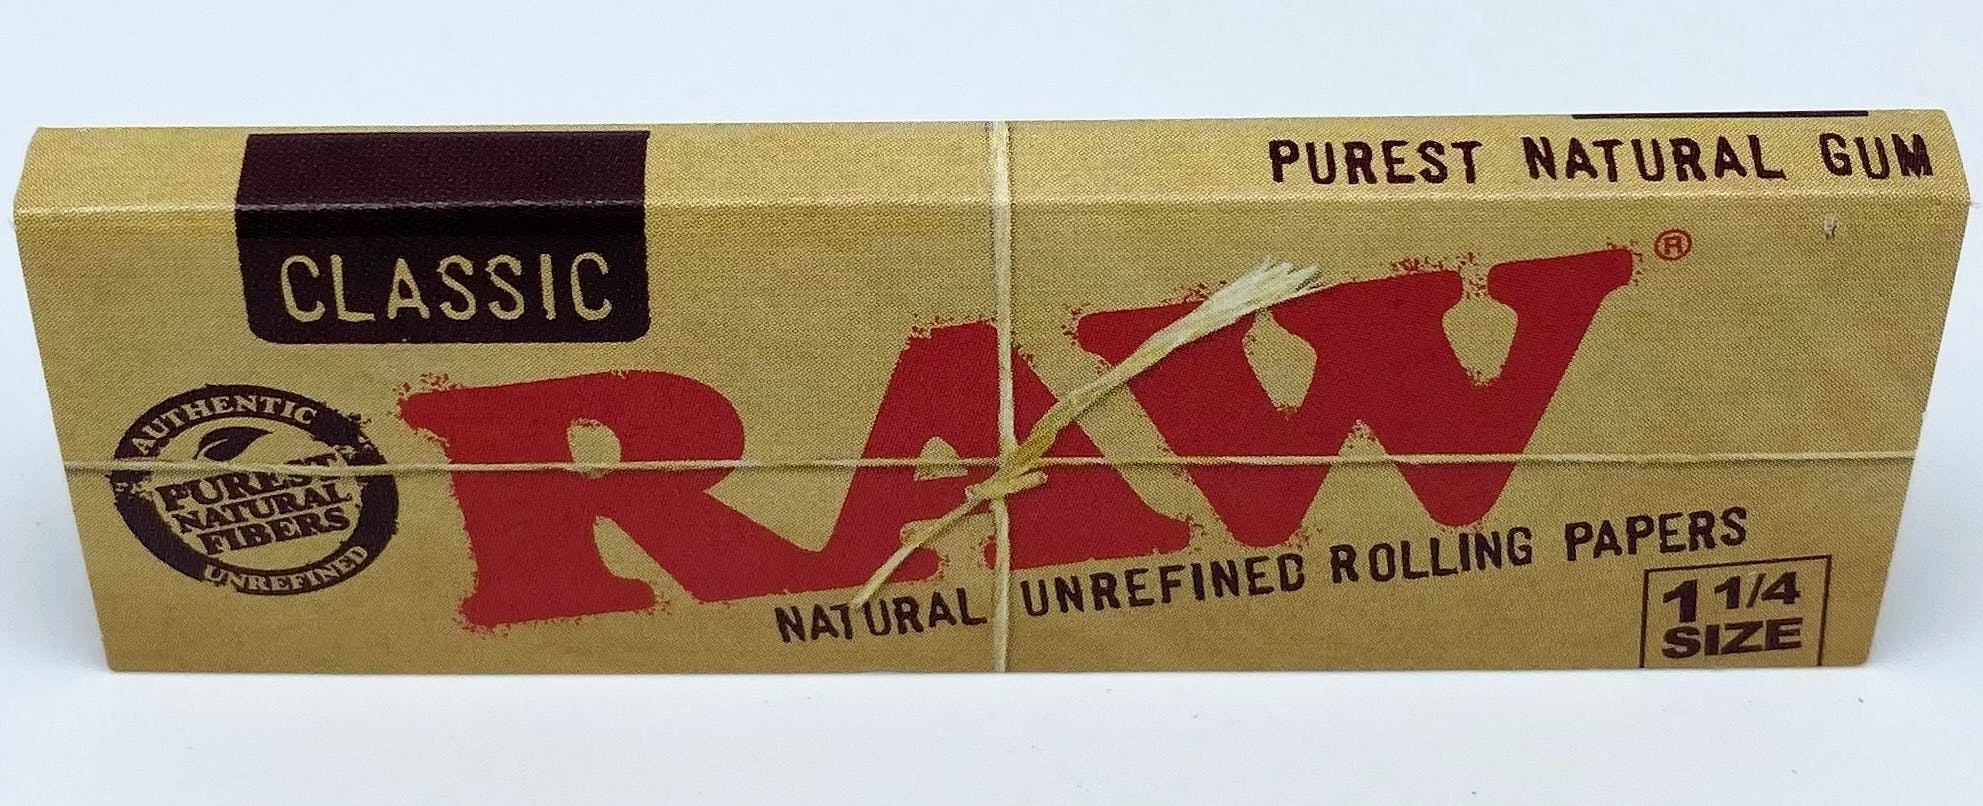 PUREST NATURAL GUM
CLASSIC
RAW®
AUTHENTIC
PUREST
NATURAL
FIBERS
UNREFINED
NATURAL UNREFINED ROLLING PAPERS
1 1/4
SIZE